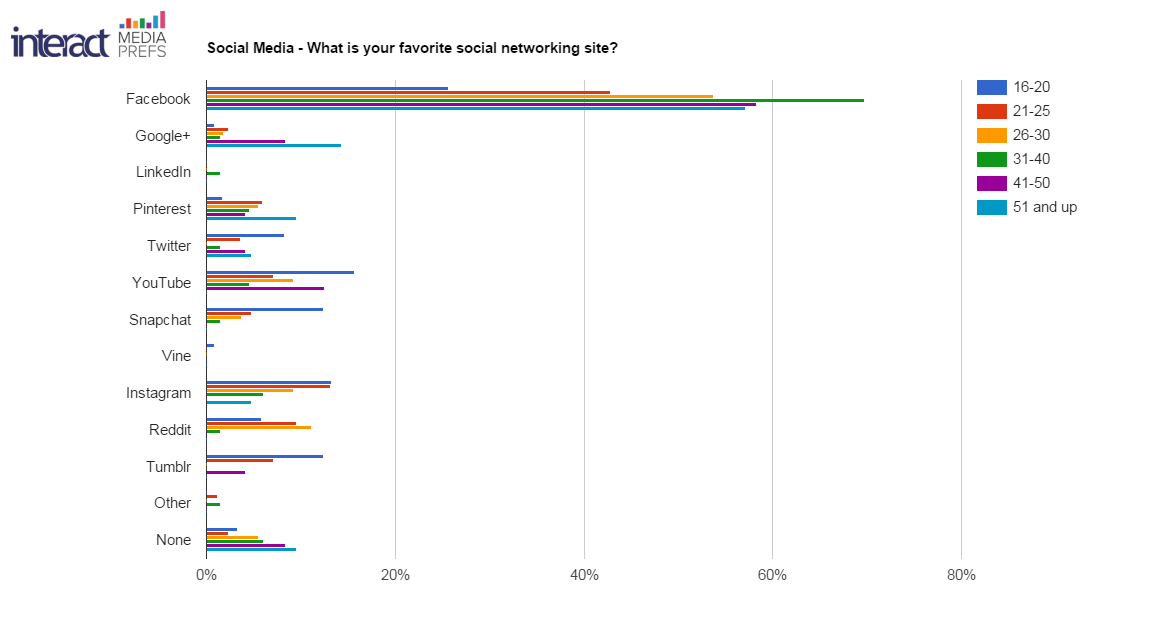 interact MEDIA PREFS
Social Media - What is your favorite social networking site?
Facebook
Google+
LinkedIn
Pinterest
Twitter
YouTube
Snapchat
Vine
Instagram
Reddit
Tumblr
Other
None
0% 20% 40% 60% 80%
16-20
21-25
26-30
31-40
41-50
51 and up